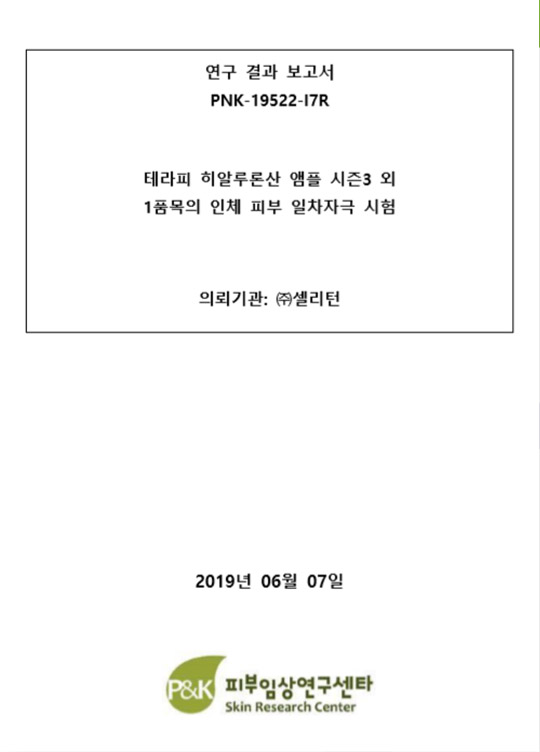 연구 결과 보고서
PNK-19522-I7R
테라피 히알루론산 앰플 시즌3 외
1품목의 인체 피부 일차자극 시험
의뢰기관: ㈜셀리턴
2019년 06월 07일
P&K 피부임상연구센타
Skin Research Center